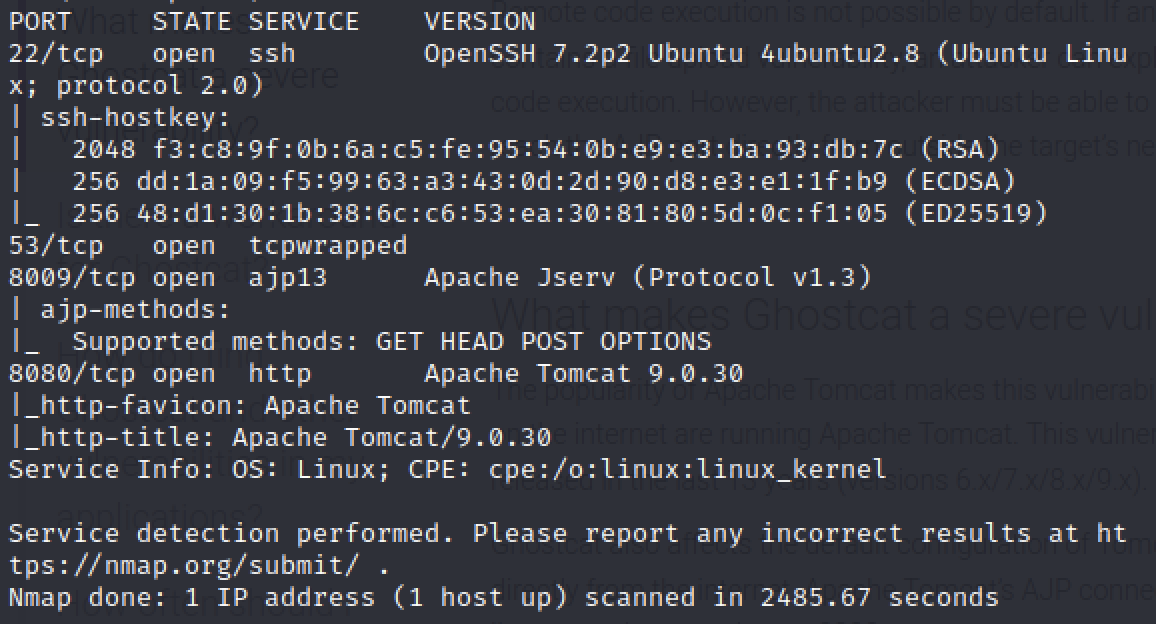 PORT     STATE SERVICE    VERSION
22/tcp   open  ssh        OpenSSH 7.2p2 Ubuntu 4ubuntu2.8 (Ubuntu Linu
x; protocol 2.0)
| ssh-hostkey:
|   2048 f3:c8:9f:0b:6a:c5:fe:95:54:0b:e9:e3:ba:93:db:7c (RSA)
|   256 dd:1a:09:f5:99:63:a3:43:0d:2d:90:d8:e3:e1:1f:b9 (ECDSA)
|_  256 48:d1:30:1b:38:6c:c6:53:ea:30:81:80:5d:0c:f1:05 (ED25519)
53/tcp   open  tcpwrapped
8009/tcp open  ajp13      Apache Jserv (Protocol v1.3)
| ajp-methods:
|_  Supported methods: GET HEAD POST OPTIONS
8080/tcp open  http       Apache Tomcat 9.0.30
|_http-favicon: Apache Tomcat
|_http-title: Apache Tomcat/9.0.30
Service Info: OS: Linux; CPE: cpe:/o:linux:linux_kernel
Service detection performed. Please report any incorrect results at ht
tps://nmap.org/submit/ .
Nmap done: 1 IP address (1 host up) scanned in 2485.67 seconds
What makes Ghostcat a severe vul